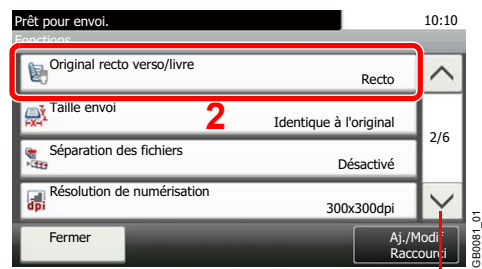 Prêt pour envoi. 10:10
Fonctions
Original recto verso/livre
Recto
Taille envoi
2
Identique à l'original
2/6
Séparation des fichiers
Désactivé
Résolution de numérisation
300x300dpi
Fermer
Aj./Modif
Raccourci
GB0081_01